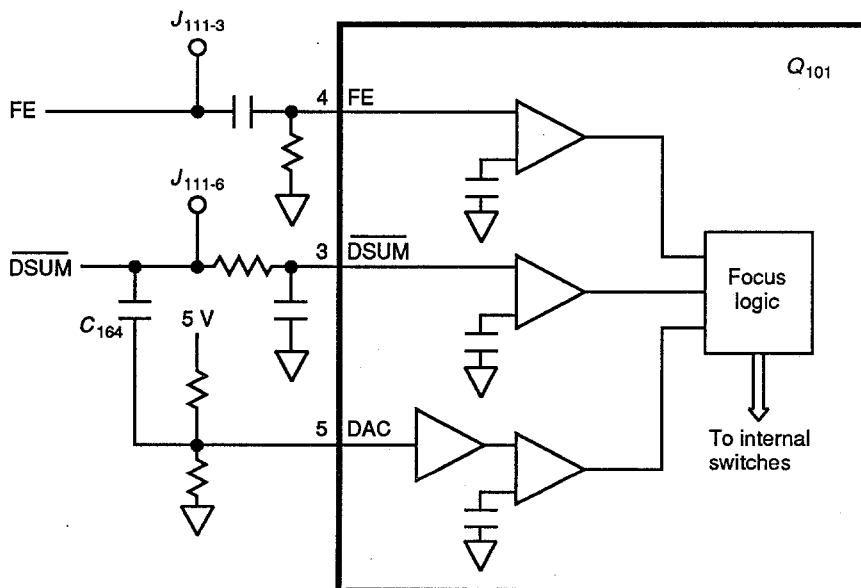 J111-3
Q101
FE
4
FE
J111-6
DSUM
3
DSUM
C164
5 V
Focus
logic
5
DAC
To internal
switches